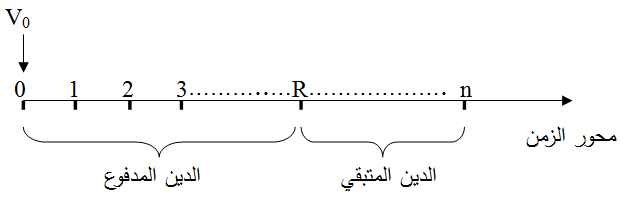 V0
0 1 2 3....................R.................... n
محور الزمن
الدين المدفوع
الدين المتبقي